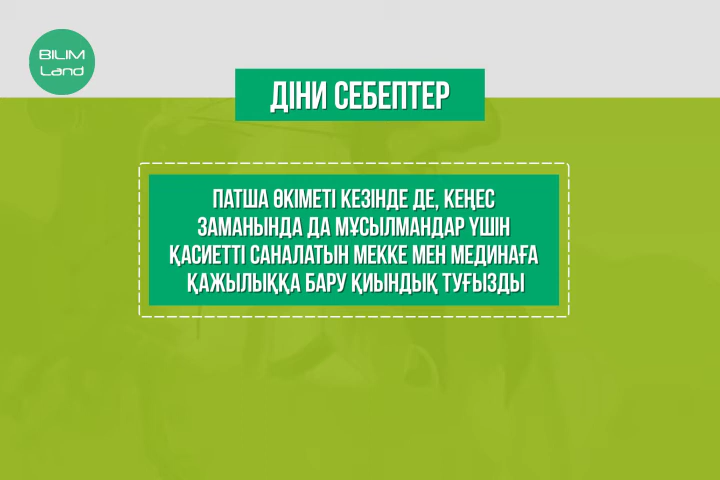 BILIM
Land
ДІНИ СЕБЕПТЕР
ПАТША ӨКІМЕТІ КЕЗІНДЕ ДЕ, КЕҢЕС
ЗАМАНЫНДА ДА МҰСЫЛМАНДАР ҮШІН
ҚАСИЕТТІ САНАЛАТЫН МЕККЕ МЕН МЕДИНАҒА
ҚАЖЫЛЫҚҚА БАРУ ҚИЫНДЫҚ ТУҒЫЗДЫ